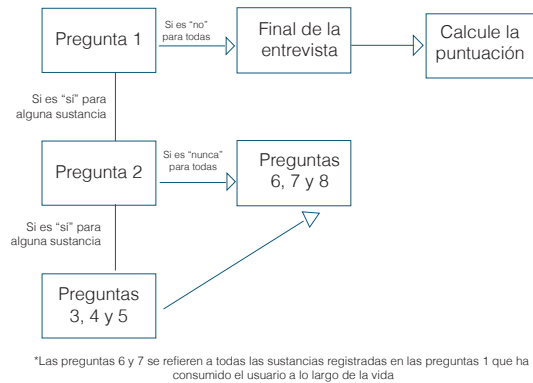 Pregunta 1
Si es “no”
para todas
Final de la
entrevista
Calcule la
puntuación
Si es “sí” para
alguna sustancia
Pregunta 2
Si es “nunca”
para todas
Preguntas
6, 7 y 8
Si es “sí” para
alguna sustancia
Preguntas
3, 4 y 5
*Las preguntas 6 y 7 se refieren a todas las sustancias registradas en las preguntas 1 que ha
consumido el usuario a lo largo de la vida